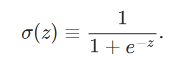 σ(z) ≡ 1 / (1 + e^{−z}).